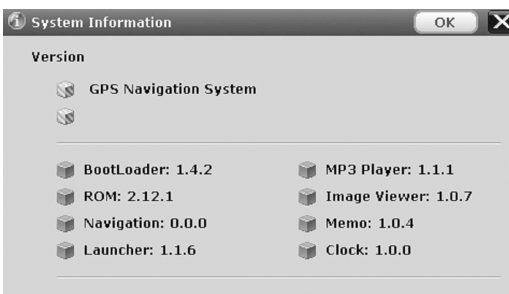 System Information
OK
Version
GPS Navigation System
BootLoader: 1.4.2
MP3 Player: 1.1.1
ROM: 2.12.1
Image Viewer: 1.0.7
Navigation: 0.0.0
Memo: 1.0.4
Launcher: 1.1.6
Clock: 1.0.0